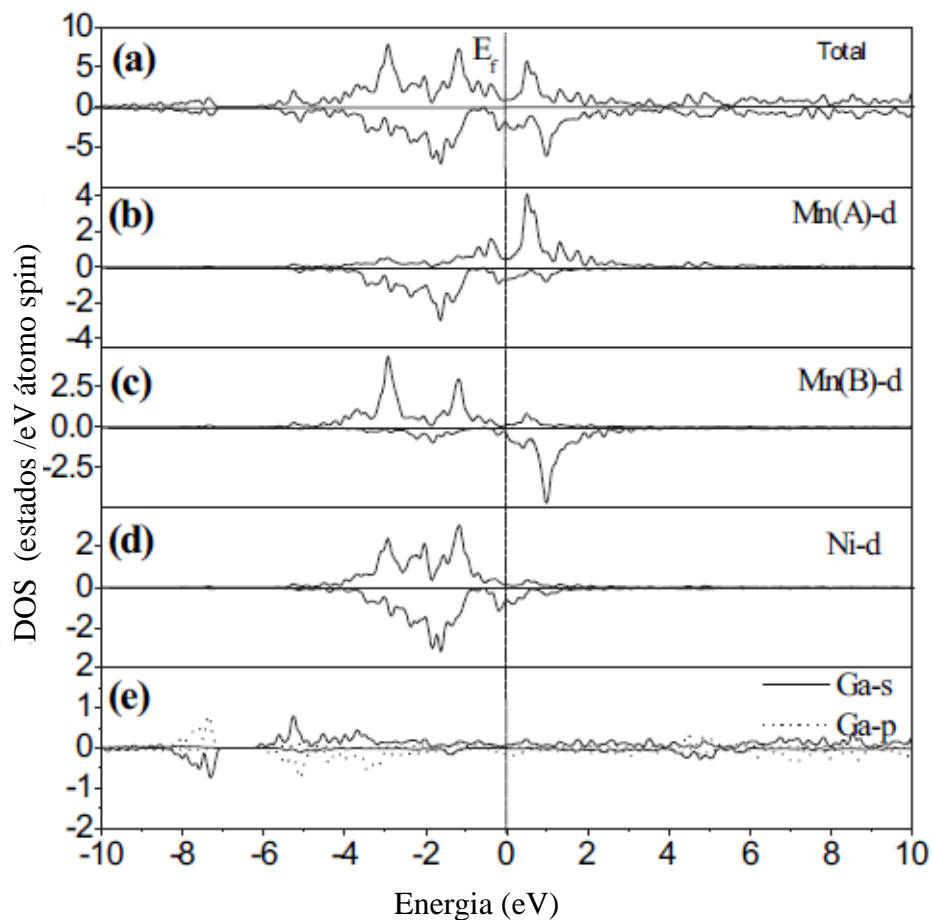 DOS (estados /eV átomo spin)
10
5
0
-5
(a)
E_f
Total
4
2
0
-2
-4
(b)
Mn(A)-d
2.5
0.0
-2.5
(c)
Mn(B)-d
2
0
-2
(d)
Ni-d
2
1
0
-1
-2
(e)
Ga-s
Ga-p
-10 -8 -6 -4 -2 0 2 4 6 8 10
Energia (eV)